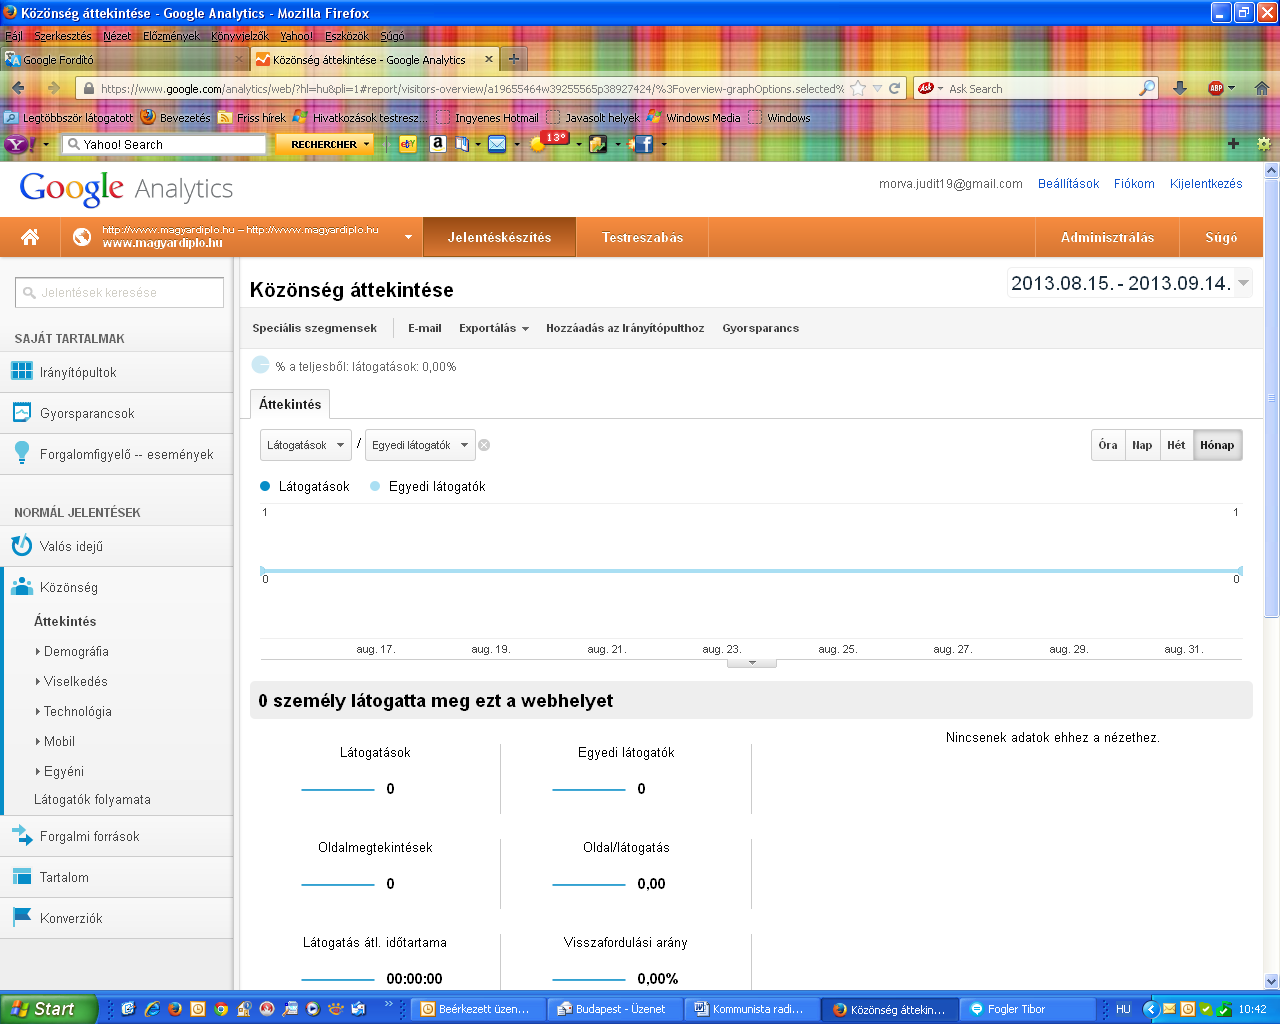 Közönség áttekintése - Google Analytics - Mozilla Firefox
Fájl Szerkesztés Nézet Előzmények Könyvjelzők Yahoo! Eszközök Súgó
Google Fordító
Közönség áttekintése - Google Analytics
https://www.google.com/analytics/web/?hl=hu&pli=1#report/visitors-overview/a19655464w39255565p38927424/%3Foverview-graphOptions.selected%
Ask Ask Search
ABP
Legtöbbször látogatott Bevezetés Friss hírek Hivatkozások testresz... Ingyenes Hotmail Javasolt helyek Windows Media Windows
Y! Yahoo! Search RECHERCHER eBY a 13° f
Google Analytics
morva.judit19@gmail.com Beállítások Fiókom Kijelentkezés
http://www.magyardiplo.hu – http://www.magyardiplo.hu
www.magyardiplo.hu
Jelentéskészítés Testreszabás Adminisztrálás Súgó
Jelentések keresése
SAJÁT TARTALMAK
Irányítópultok
Gyorsparancsok
Forgalomfigyelő -- események
NORMÁL JELENTÉSEK
Valós idejű
Közönség
Áttekintés
Demográfia
Viselkedés
Technológia
Mobil
Egyéni
Látogatók folyamata
Forgalmi források
Tartalom
Konverziók
Közönség áttekintése
2013.08.15. - 2013.09.14.
Speciális szegmensek E-mail Exportálás Hozzáadás az Irányítópulthoz Gyorsparancs
% a teljesből: látogatások: 0,00%
Áttekintés
Látogatások / Egyedi látogatók
Óra Nap Hét Hónap
Látogatások Egyedi látogatók
1 1
0 0
aug. 17. aug. 19. aug. 21. aug. 23. aug. 25. aug. 27. aug. 29. aug. 31.
0 személy látogatta meg ezt a webhelyet
Nincsenek adatok ehhez a nézethez.
Látogatások Egyedi látogatók
0 0
Oldalmegtekintések Oldal/látogatás
0 0,00
Látogatás átl. időtartama Visszafordulási arány
00:00:00 0,00%
Start
Beérkezett üzen... Budapest - Üzenet Kommunista radi... Közönség áttekin... Fogler Tibor
HU 10:42